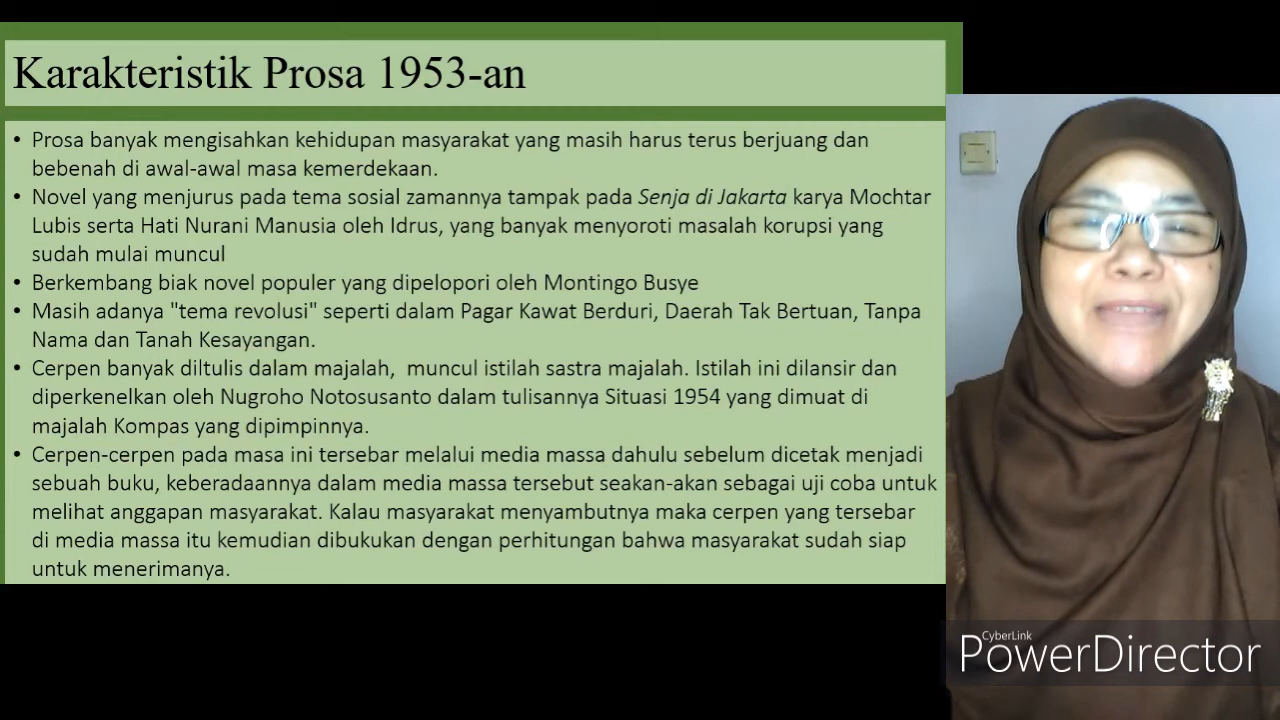 Karakteristik Prosa 1953-an
• Prosa banyak mengisahkan kehidupan masyarakat yang masih harus terus berjuang dan
bebenah di awal-awal masa kemerdekaan.
• Novel yang menjurus pada tema sosial zamannya tampak pada Senja di Jakarta karya Mochtar
Lubis serta Hati Nurani Manusia oleh Idrus, yang banyak menyoroti masalah korupsi yang
sudah mulai muncul
• Berkembang biak novel populer yang dipelopori oleh Montingo Busye
• Masih adanya "tema revolusi" seperti dalam Pagar Kawat Berduri, Daerah Tak Bertuan, Tanpa
Nama dan Tanah Kesayangan.
• Cerpen banyak diltulis dalam majalah, muncul istilah sastra majalah. Istilah ini dilansir dan
diperkenelkan oleh Nugroho Notosusanto dalam tulisannya Situasi 1954 yang dimuat di
majalah Kompas yang dipimpinnya.
• Cerpen-cerpen pada masa ini tersebar melalui media massa dahulu sebelum dicetak menjadi
sebuah buku, keberadaannya dalam media massa tersebut seakan-akan sebagai uji coba untuk
melihat anggapan masyarakat. Kalau masyarakat menyambutnya maka cerpen yang tersebar
di media massa itu kemudian dibukukan dengan perhitungan bahwa masyarakat sudah siap
untuk menerimanya.
CyberLink
PowerDirector